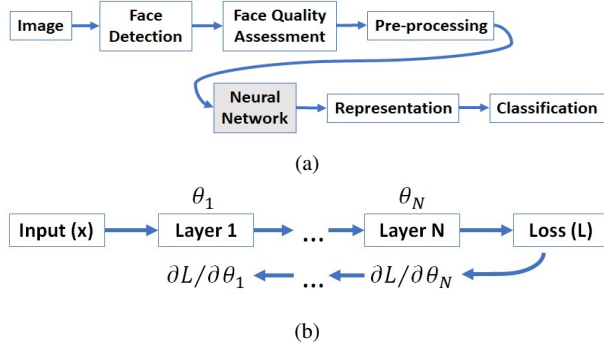 Image
Face
Detection
Face Quality
Assessment
Pre-processing
Neural
Network
Representation
Classification
(a)
θ1
θN
Input (x)
Layer 1
...
Layer N
Loss (L)
∂L/∂θ1
...
∂L/∂θN
(b)